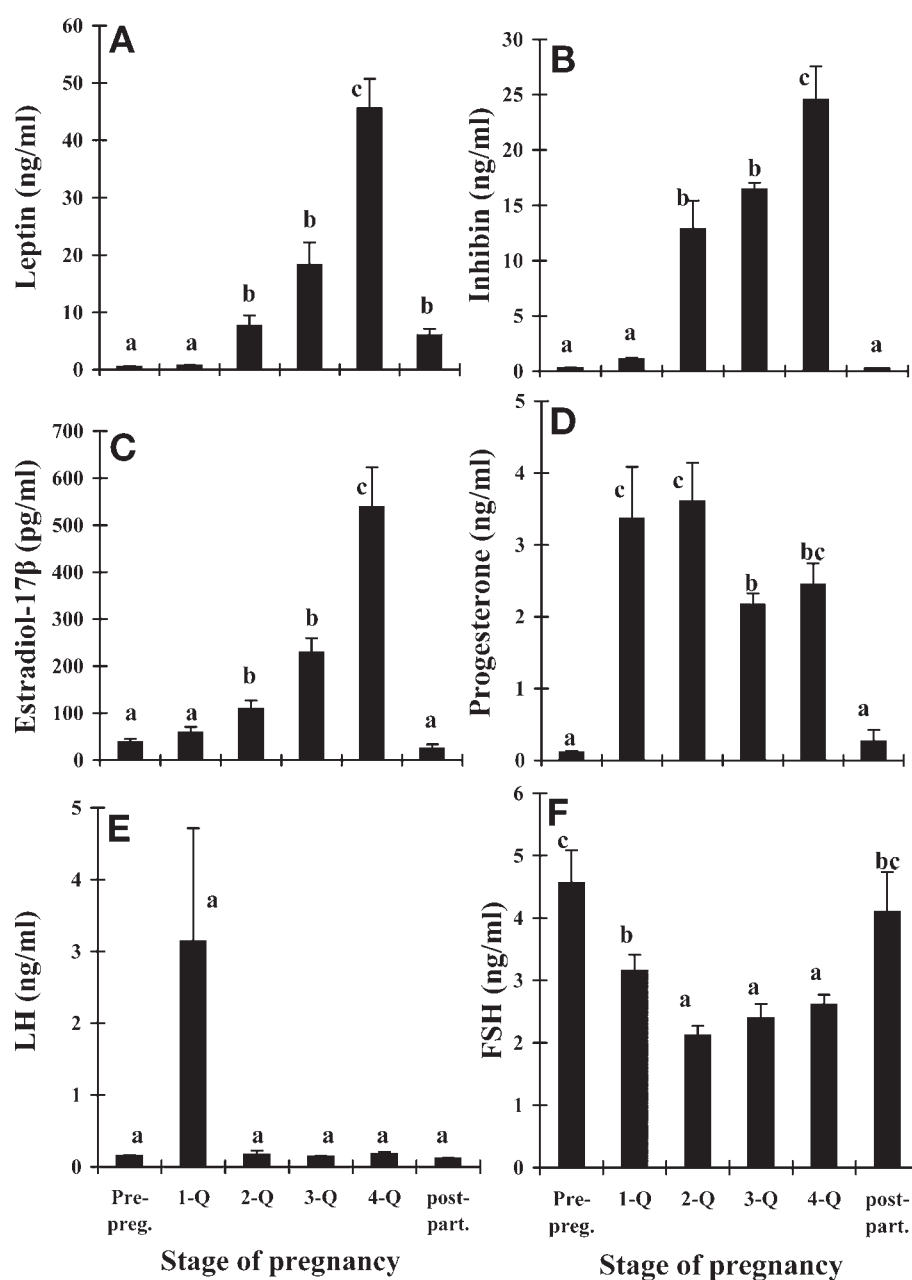 A
Leptin (ng/ml)
60
50
40
30
20
10
0
a
a
b
b
c
b
B
Inhibin (ng/ml)
30
25
20
15
10
5
0
a
a
b
b
c
a
C
Estradiol-17β (pg/ml)
700
600
500
400
300
200
100
0
a
a
b
b
c
a
D
Progesterone (ng/ml)
5
4
3
2
1
0
a
c
c
b
bc
a
E
LH (ng/ml)
5
4
3
2
1
0
a
a
a
a
a
a
Pre-
preg.
1-Q
2-Q
3-Q
4-Q
post-
part.
Stage of pregnancy
F
FSH (ng/ml)
6
5
4
3
2
1
0
c
b
a
a
a
bc
Pre-
preg.
1-Q
2-Q
3-Q
4-Q
post-
part.
Stage of pregnancy